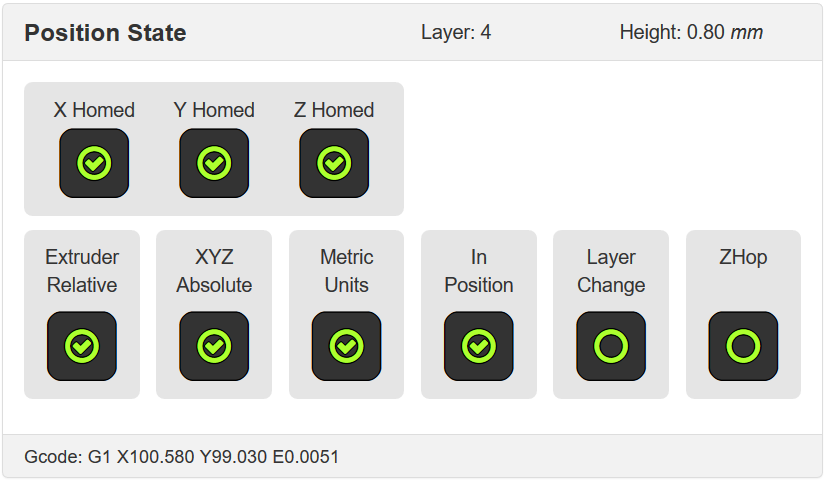 Position State Layer: 4 Height: 0.80 mm
X Homed Y Homed Z Homed
Extruder Relative
XYZ Absolute
Metric Units
In Position
Layer Change
ZHop
Gcode: G1 X100.580 Y99.030 E0.0051